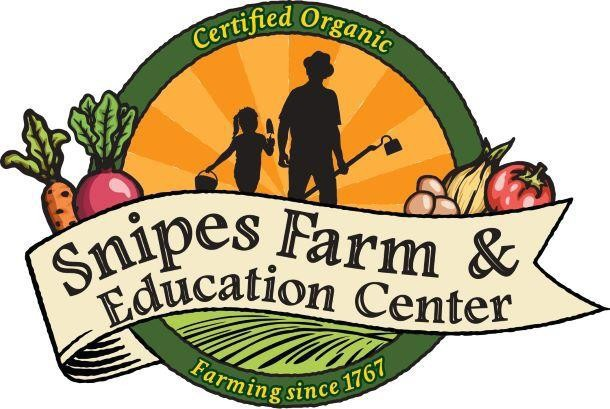 Certified Organic
Snipes Farm &
Education Center
Farming since 1767